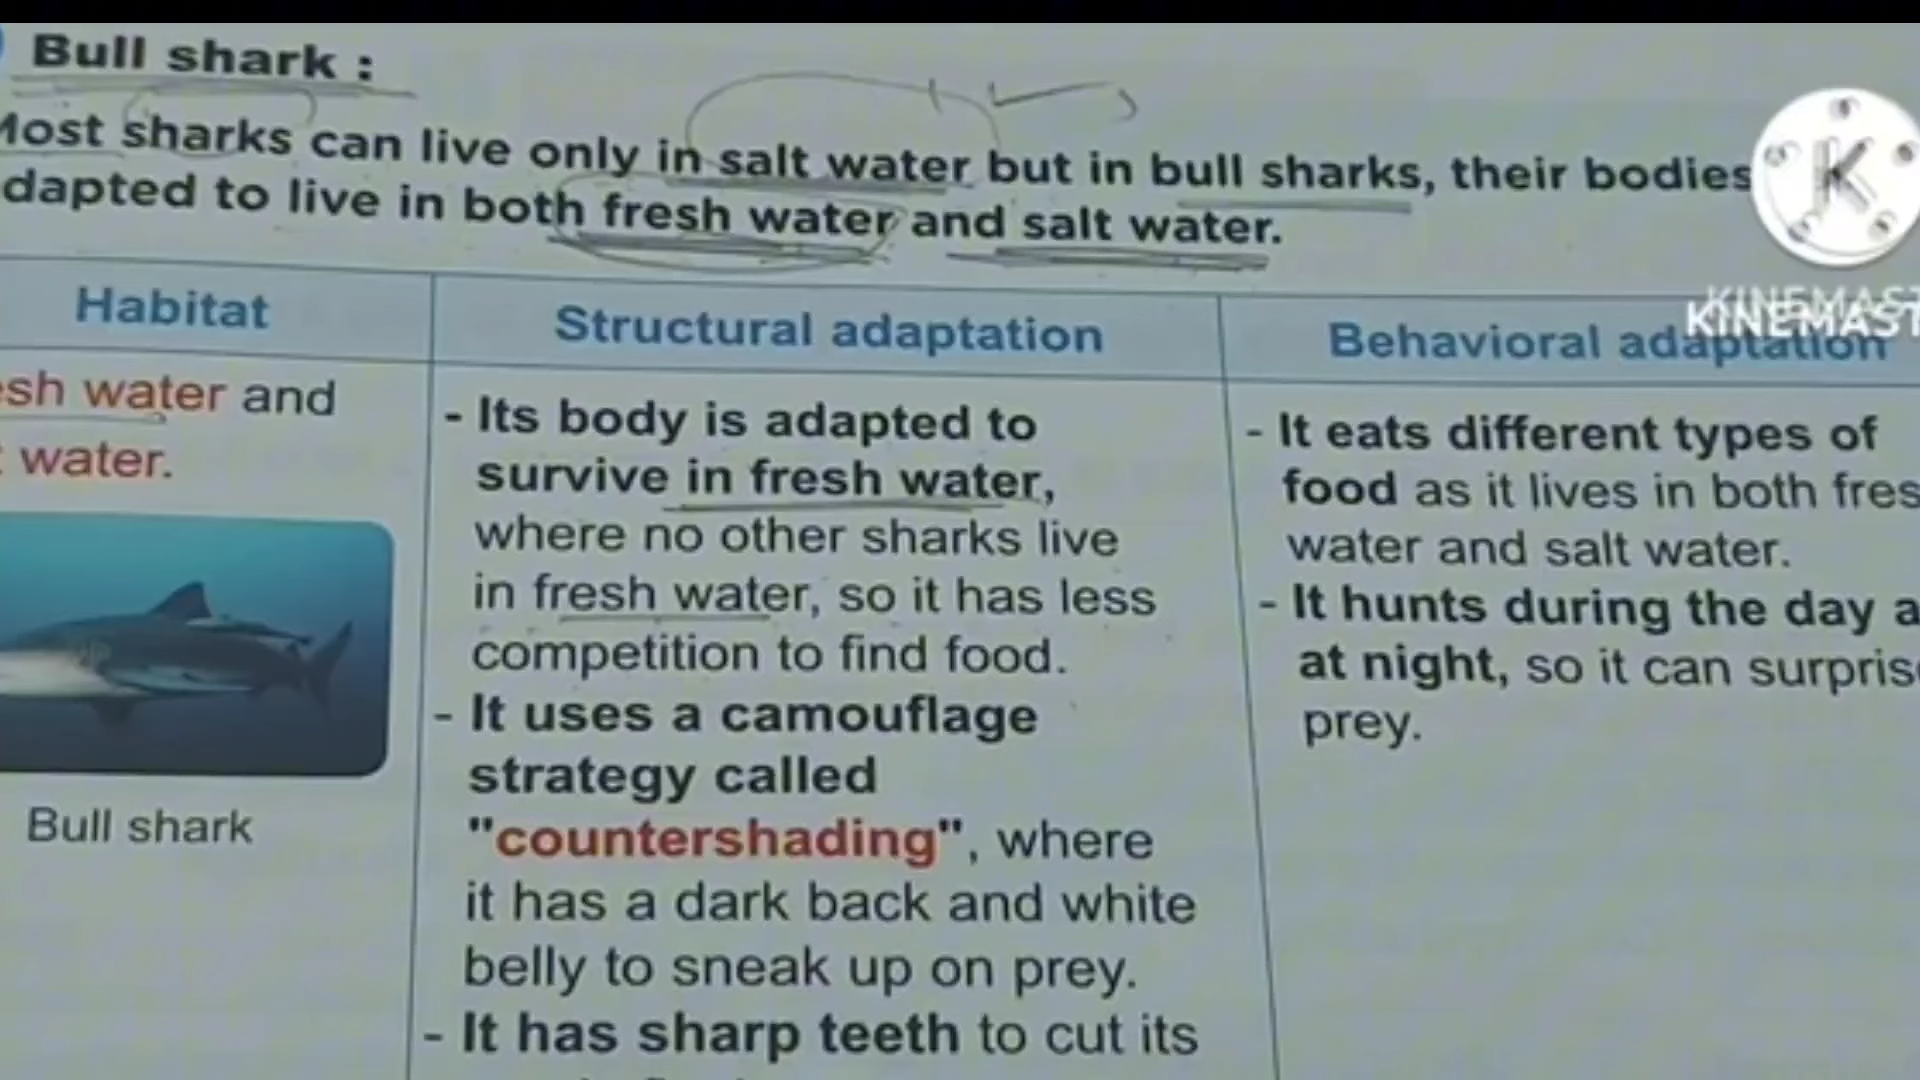 Bull shark :
Most sharks can live only in salt water but in bull sharks, their bodies
dapted to live in both fresh water and salt water.
Habitat
esh water and
water.
Bull shark
Structural adaptation
- Its body is adapted to
survive in fresh water,
where no other sharks live
in fresh water, so it has less
competition to find food.
- It uses a camouflage
strategy called
"countershading", where
it has a dark back and white
belly to sneak up on prey.
- It has sharp teeth to cut its
Behavioral adaptation
- It eats different types of
food as it lives in both fres
water and salt water.
- It hunts during the day a
at night, so it can surpris
prey.
K
KINEMAST